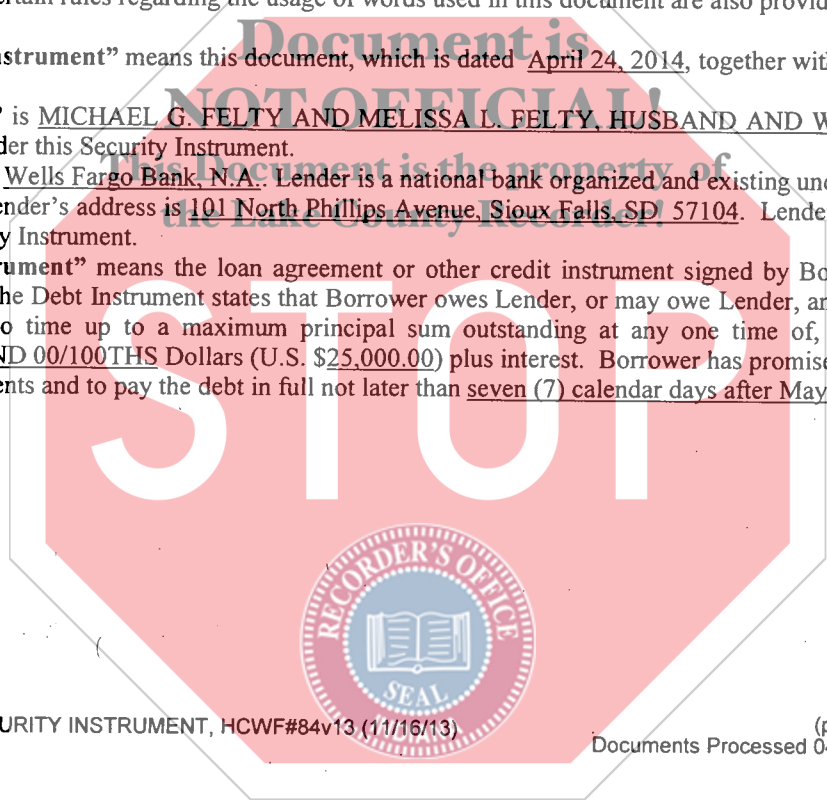 ertain rules regarding the usage of words used in this document are also provid
Document is
strument” means this document, which is dated April 24, 2014, together wit
NOT OFFICIAL!
” is MICHAEL G. FELTY AND MELISSA L. FELTY, HUSBAND AND W
der this Security Instrument.
This Document is the property of
Wells Fargo Bank, N.A.. Lender is a national bank organized and existing und
ender’s address is 101 North Phillips Avenue, Sioux Falls, SD 57104. Lende
the Lake County Recorder!
y Instrument.
rument” means the loan agreement or other credit instrument signed by Bo
he Debt Instrument states that Borrower owes Lender, or may owe Lender, an
o time up to a maximum principal sum outstanding at any one time of,
ND 00/100THS Dollars (U.S. $25,000.00) plus interest. Borrower has promise
ents and to pay the debt in full not later than seven (7) calendar days after May
STOP
RECORDER'S OFFICE
SEAL
INDIANA
URITY INSTRUMENT, HCWF#84v13 (11/16/13)
(p
Documents Processed 04